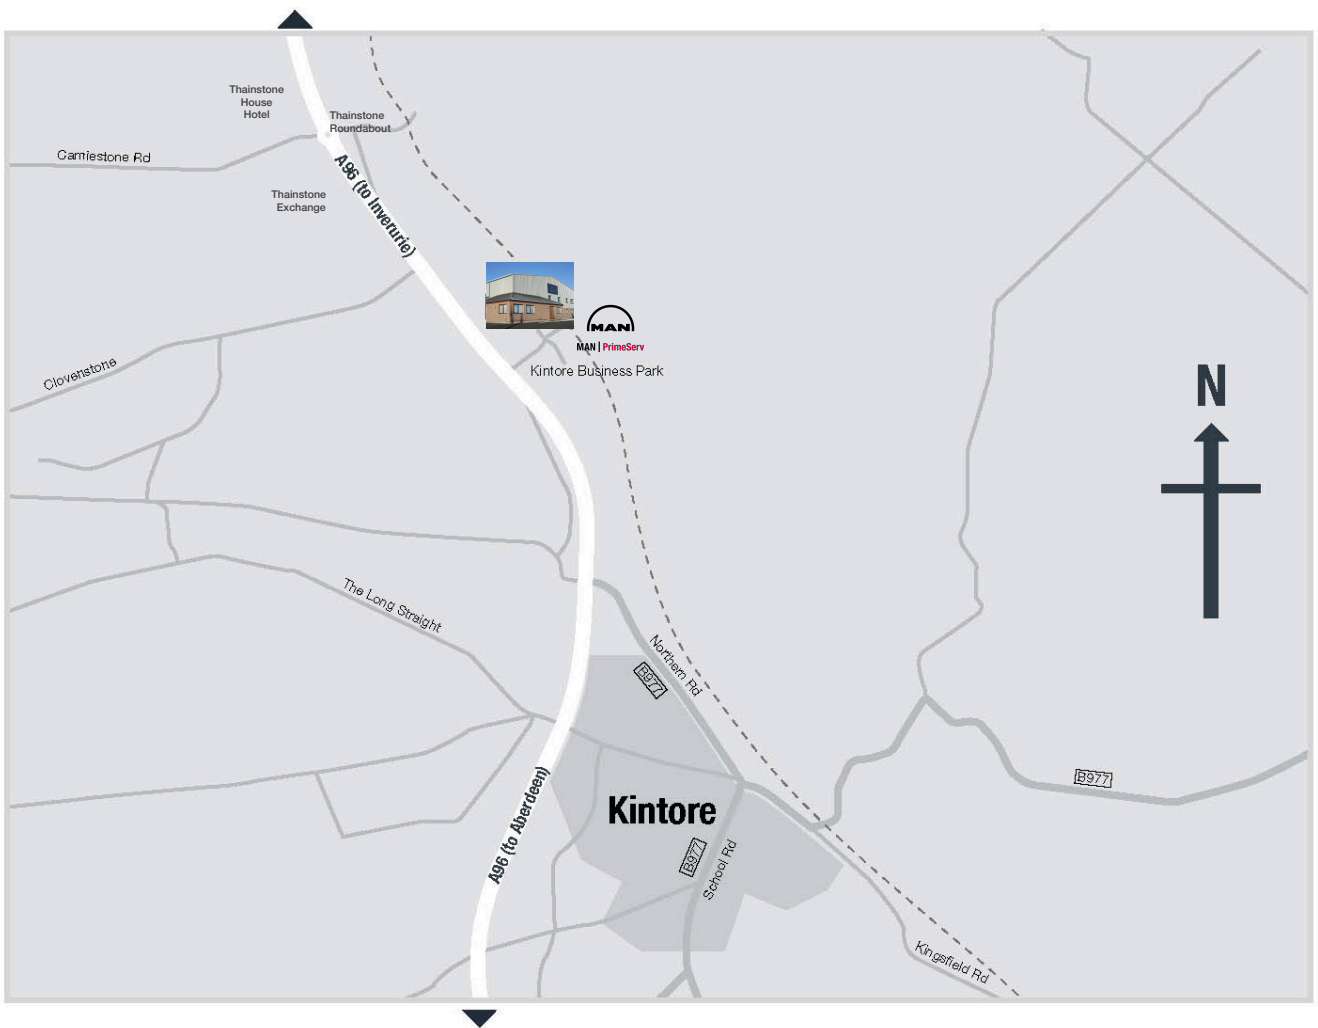 Thainstone
House
Hotel
Thainstone
Roundabout
Camiestone Rd
A96 (to Inverurie)
Thainstone
Exchange
MAN
MAN | PrimeServ
Kintore Business Park
Clovenstone
N
The Long Straight
Northern Rd
B977
B977
A96 (to Aberdeen)
Kintore
B977
School Rd
Kingsfield Rd